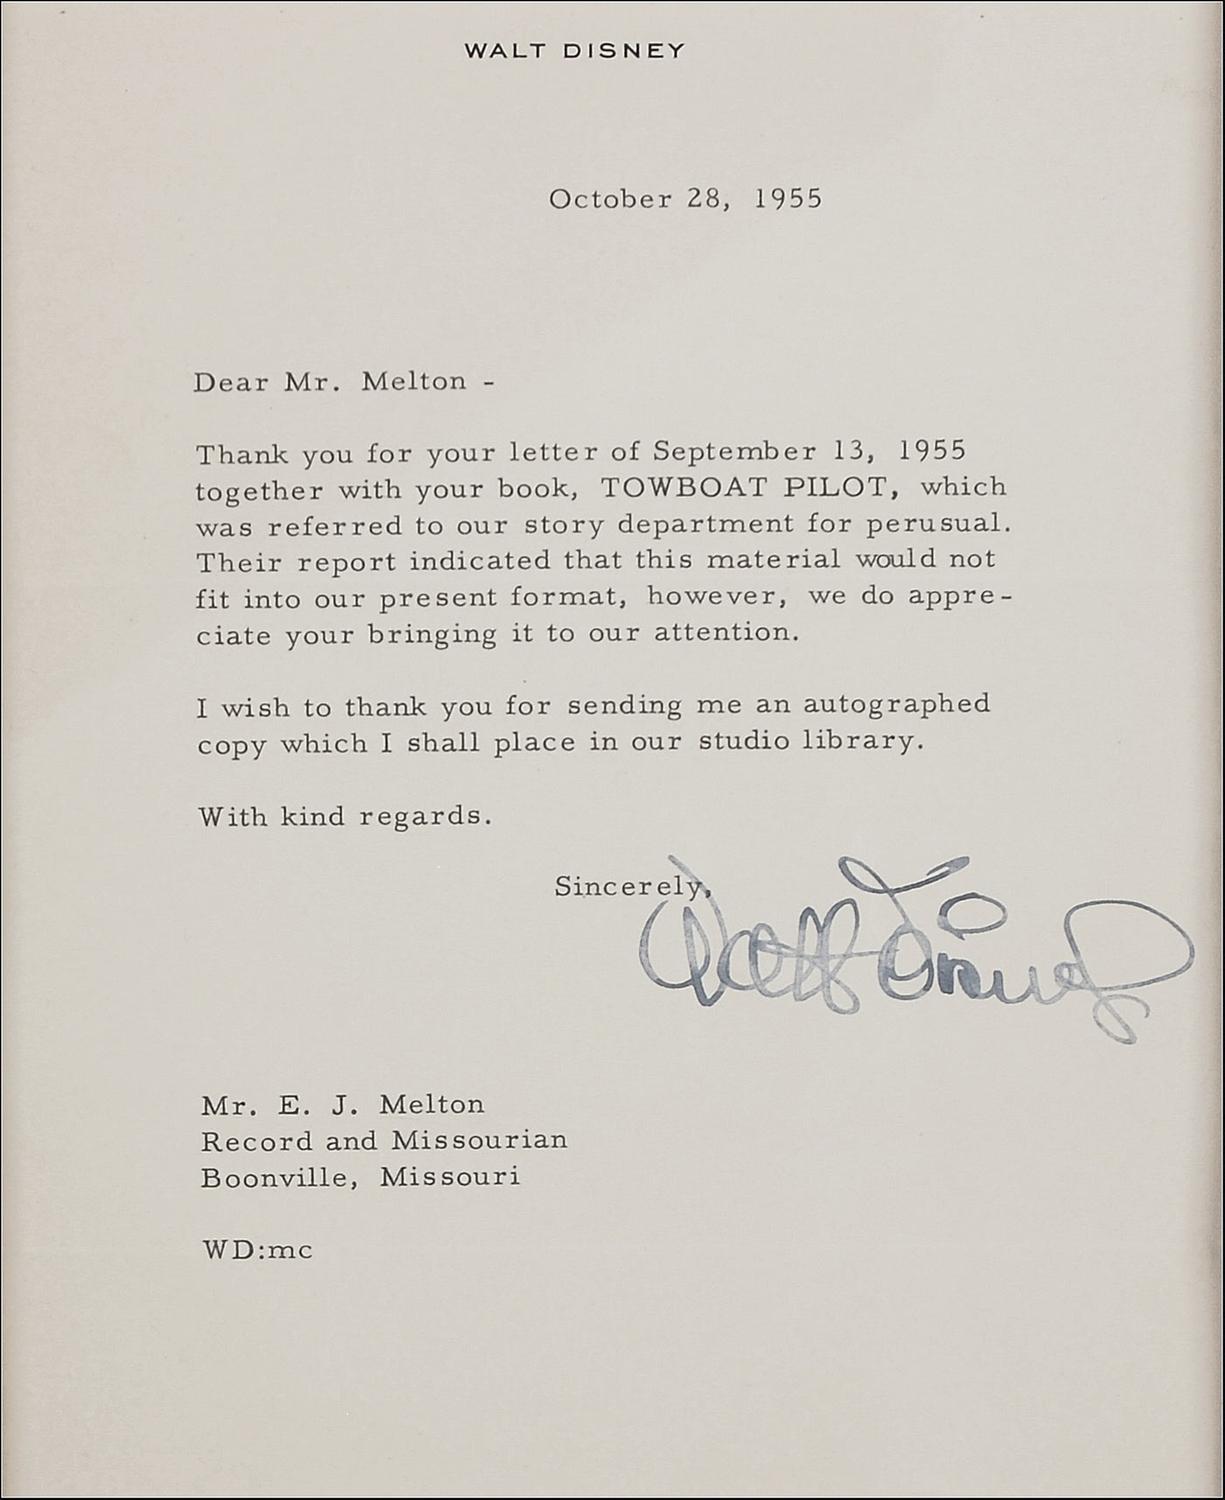 WALT DISNEY
October 28, 1955
Dear Mr. Melton -
Thank you for your letter of September 13, 1955
together with your book, TOWBOAT PILOT, which
was referred to our story department for perusual.
Their report indicated that this material would not
fit into our present format, however, we do appre-
ciate your bringing it to our attention.
I wish to thank you for sending me an autographed
copy which I shall place in our studio library.
With kind regards.
Sincerely,
Walt Disney
Mr. E. J. Melton
Record and Missourian
Boonville, Missouri
WD:mc